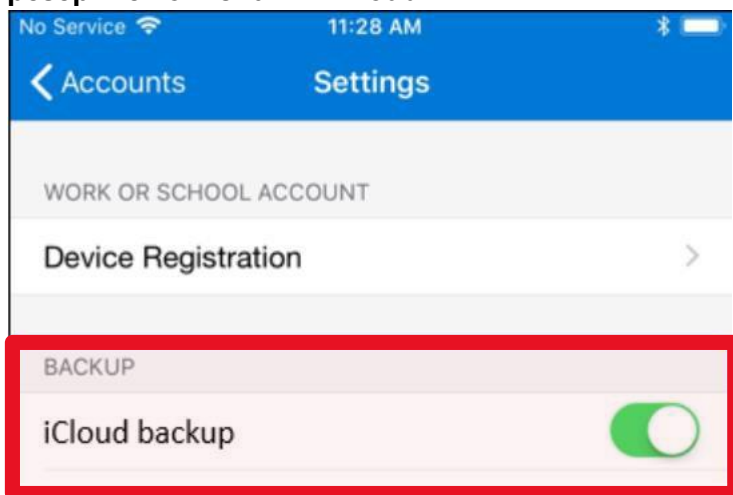 No Service 11:28 AM
Accounts Settings
WORK OR SCHOOL ACCOUNT
Device Registration
BACKUP
iCloud backup